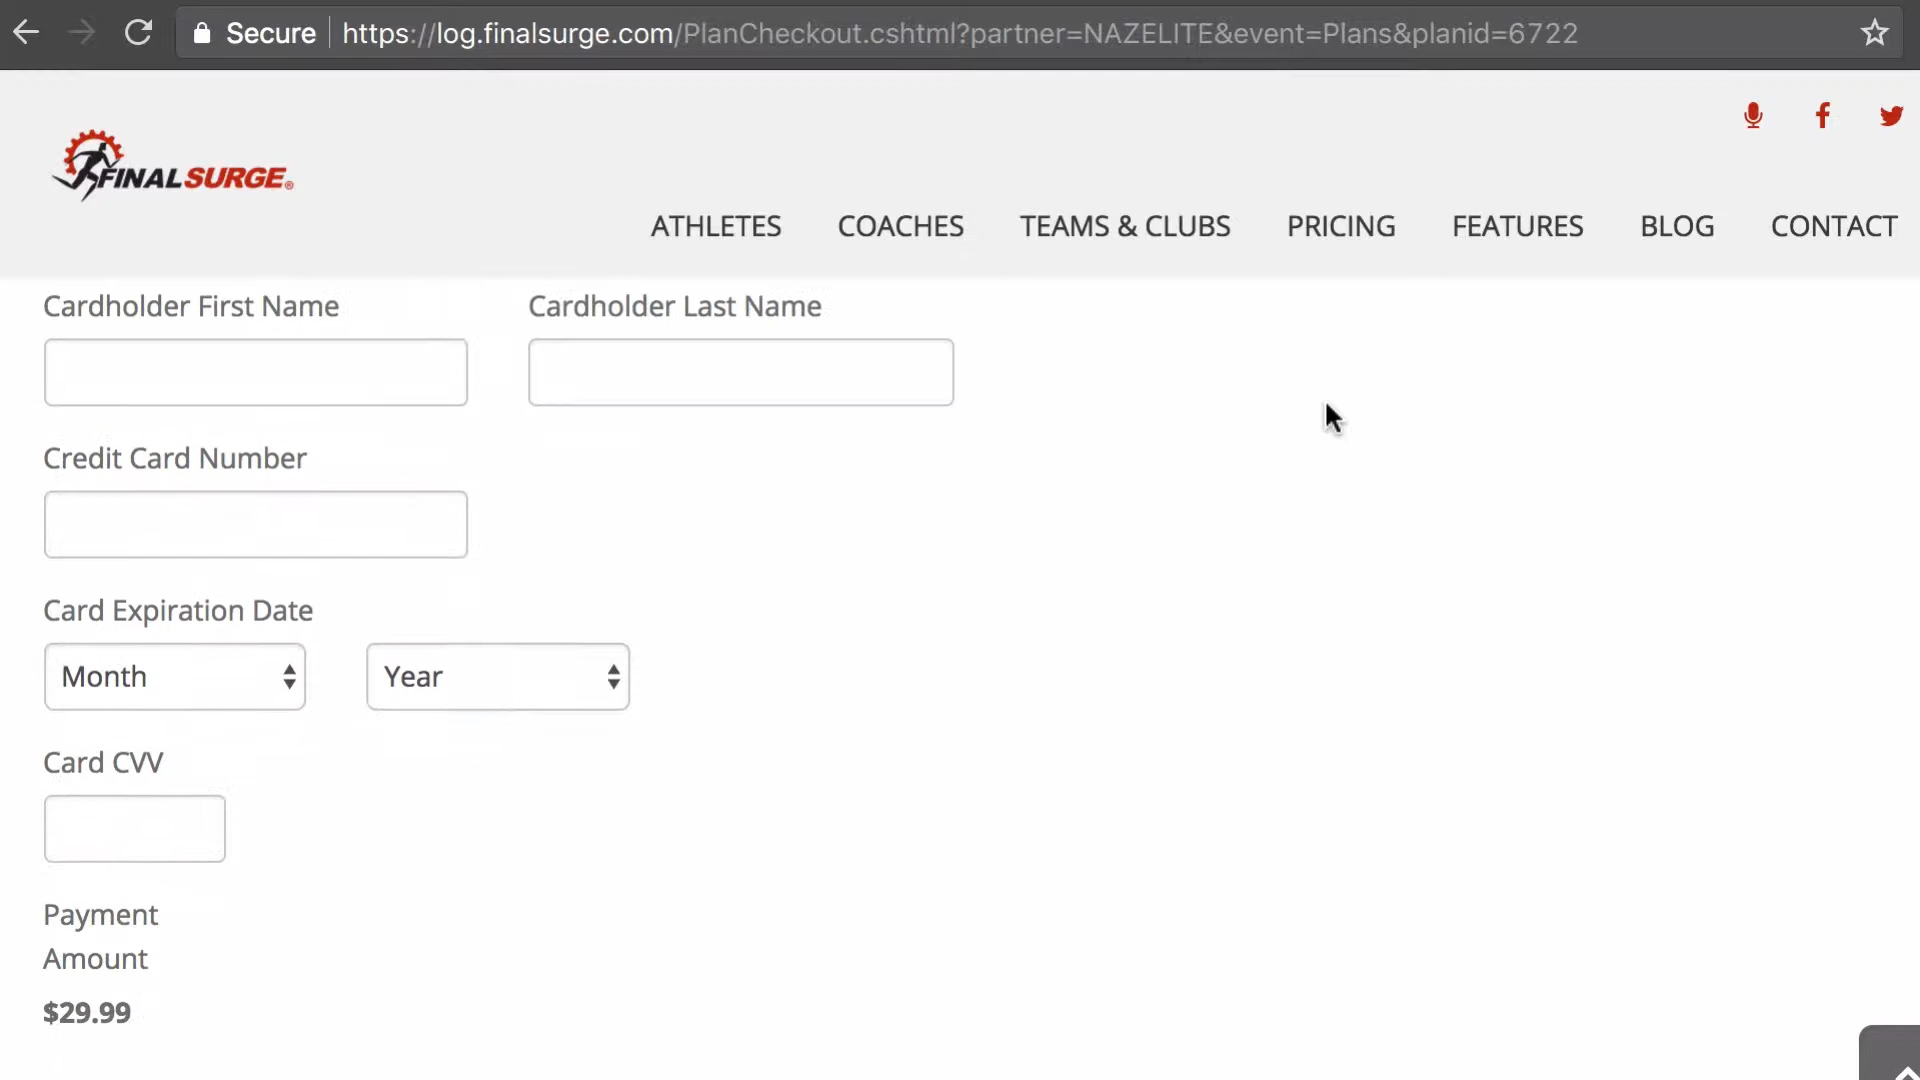 Secure https://log.finalsurge.com/PlanCheckout.cshtml?partner=NAZELITE&event=Plans&planid=6722
FINALSURGE®
ATHLETES COACHES TEAMS & CLUBS PRICING FEATURES BLOG CONTACT
Cardholder First Name Cardholder Last Name
Credit Card Number
Card Expiration Date
Month Year
Card CVV
Payment
Amount
$29.99